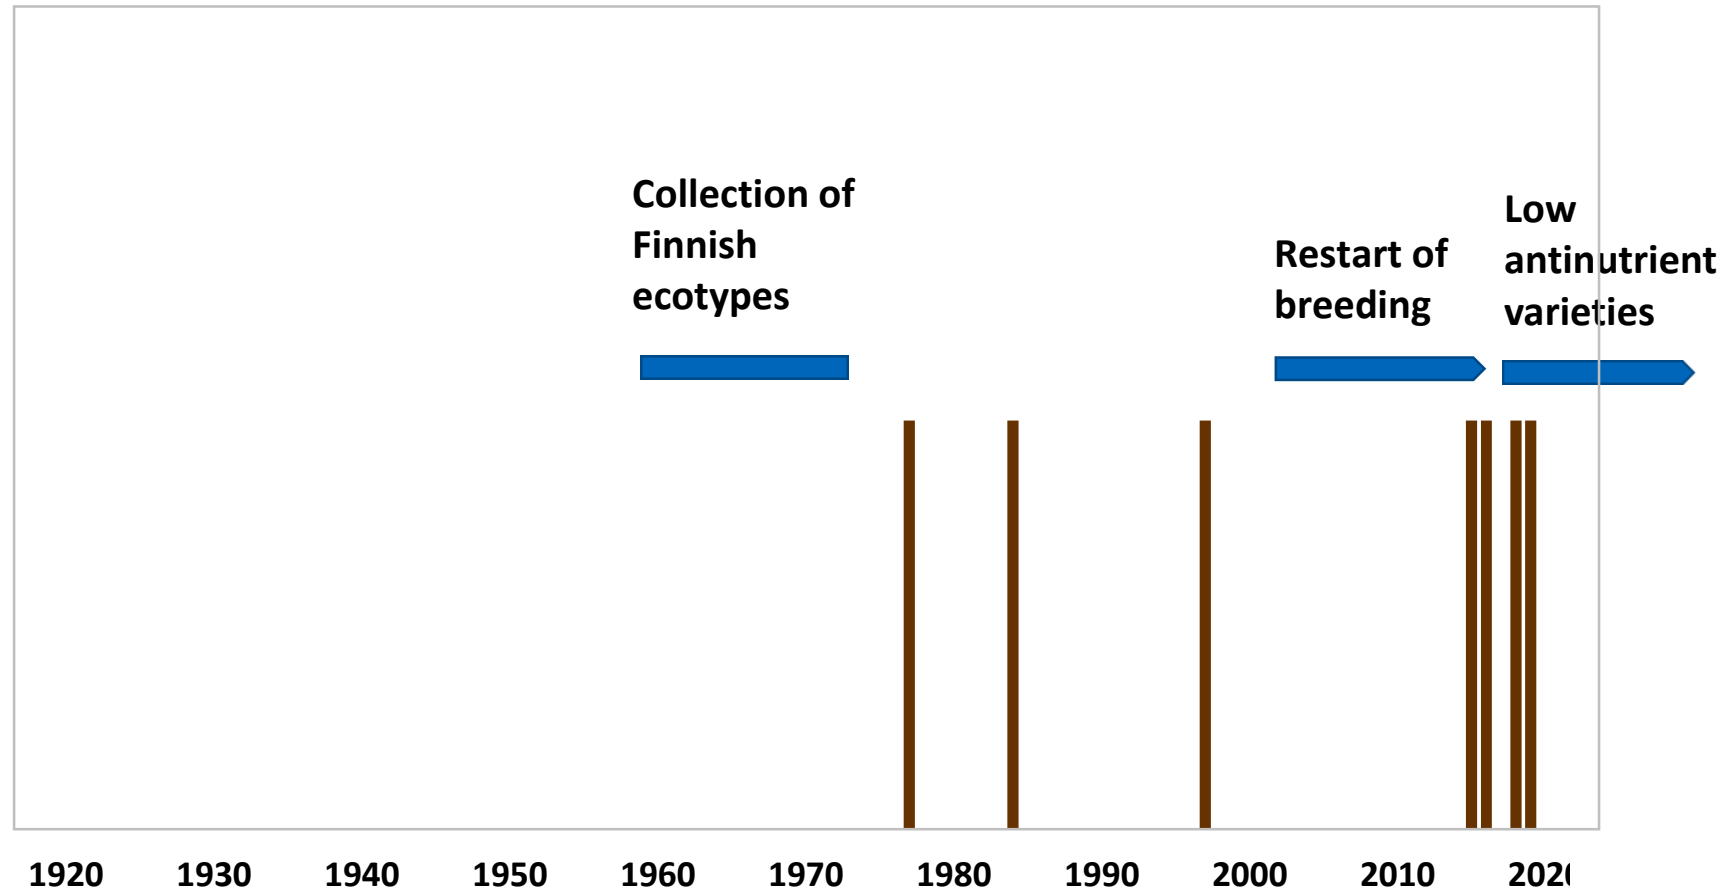 Collection of
Finnish
ecotypes
Restart of
breeding
Low
antinutrient
varieties
1920 1930 1940 1950 1960 1970 1980 1990 2000 2010 2020